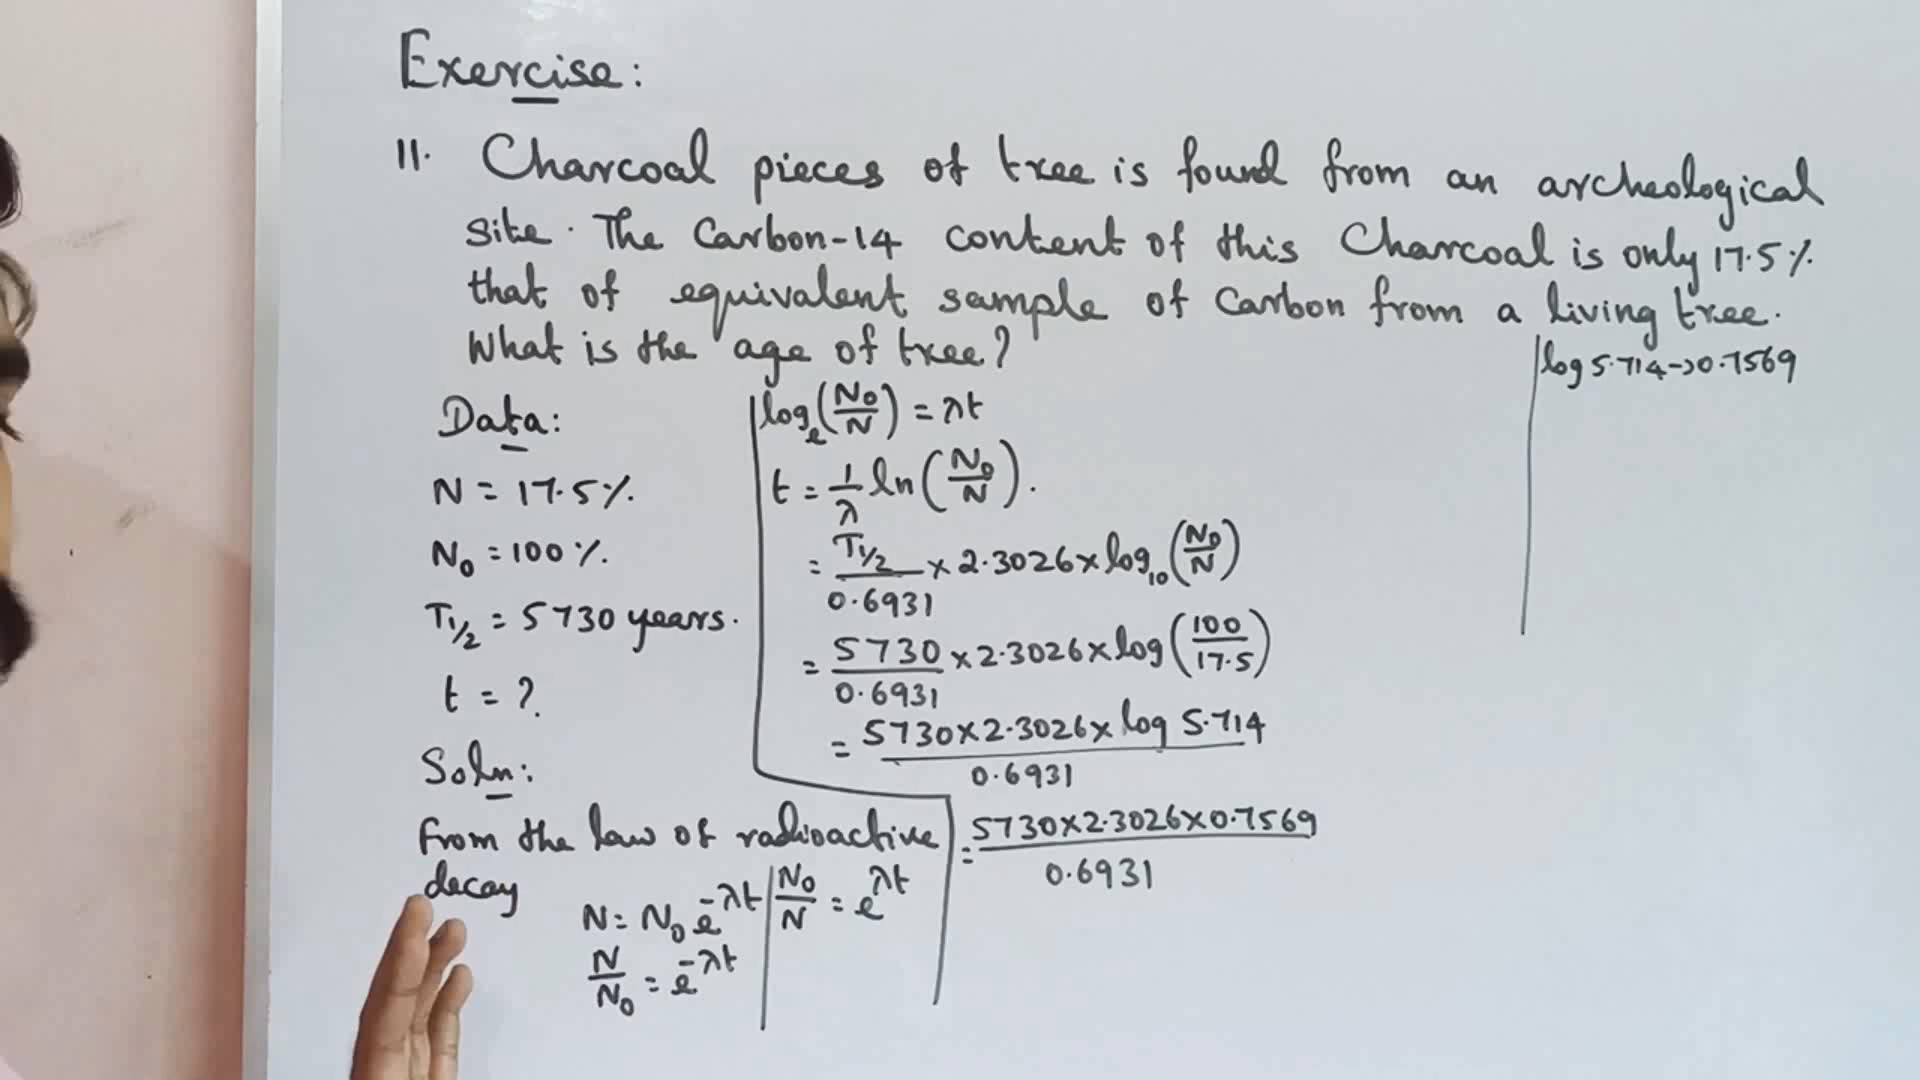 Exercise:
11. Charcoal pieces of tree is found from an archeological
site. The Carbon-14 content of this Charcoal is only 17.5%
that of equivalent sample of Carbon from a living tree.
What is the age of tree?
Data:
N = 17.5%
N₀ = 100%.
T₁/₂ = 5730 years.
t = ?
Soln:
From the law of radioactive
decay
N = N₀ e^-λt
N/N₀ = e^-λt
N₀/N = e^λt
logₑ(N₀/N) = λt
t = 1/λ ln(N₀/N).
= T₁/₂/0.6931 × 2.3026 × log₁₀(N₀/N)
= 5730/0.6931 × 2.3026 × log(100/17.5)
= 5730×2.3026×log 5.714/0.6931
= 5730×2.3026×0.7569/0.6931
log 5.714→0.7569